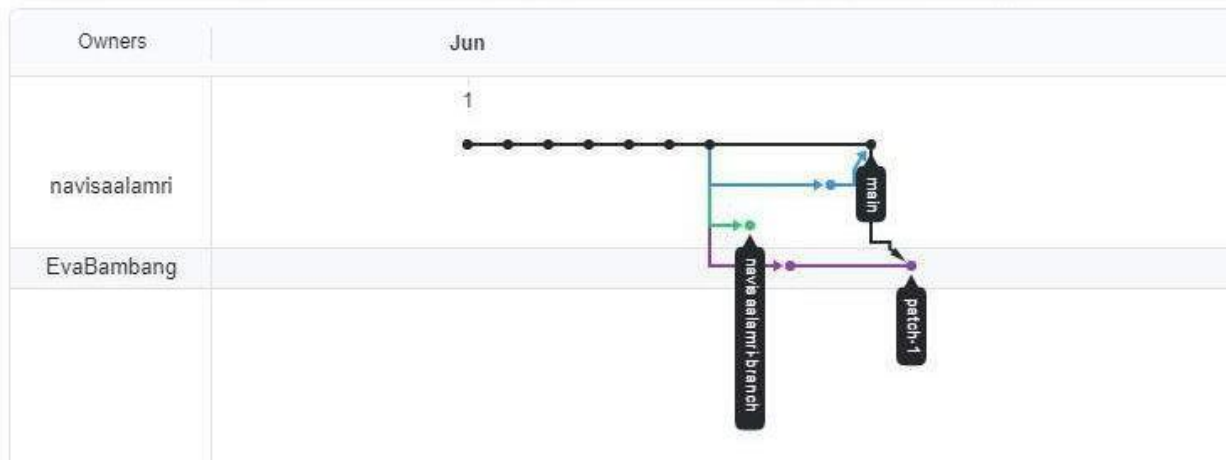 Owners
Jun
1
navisaalamri
main
EvaBambang
navisaalamri-branch
patch-1